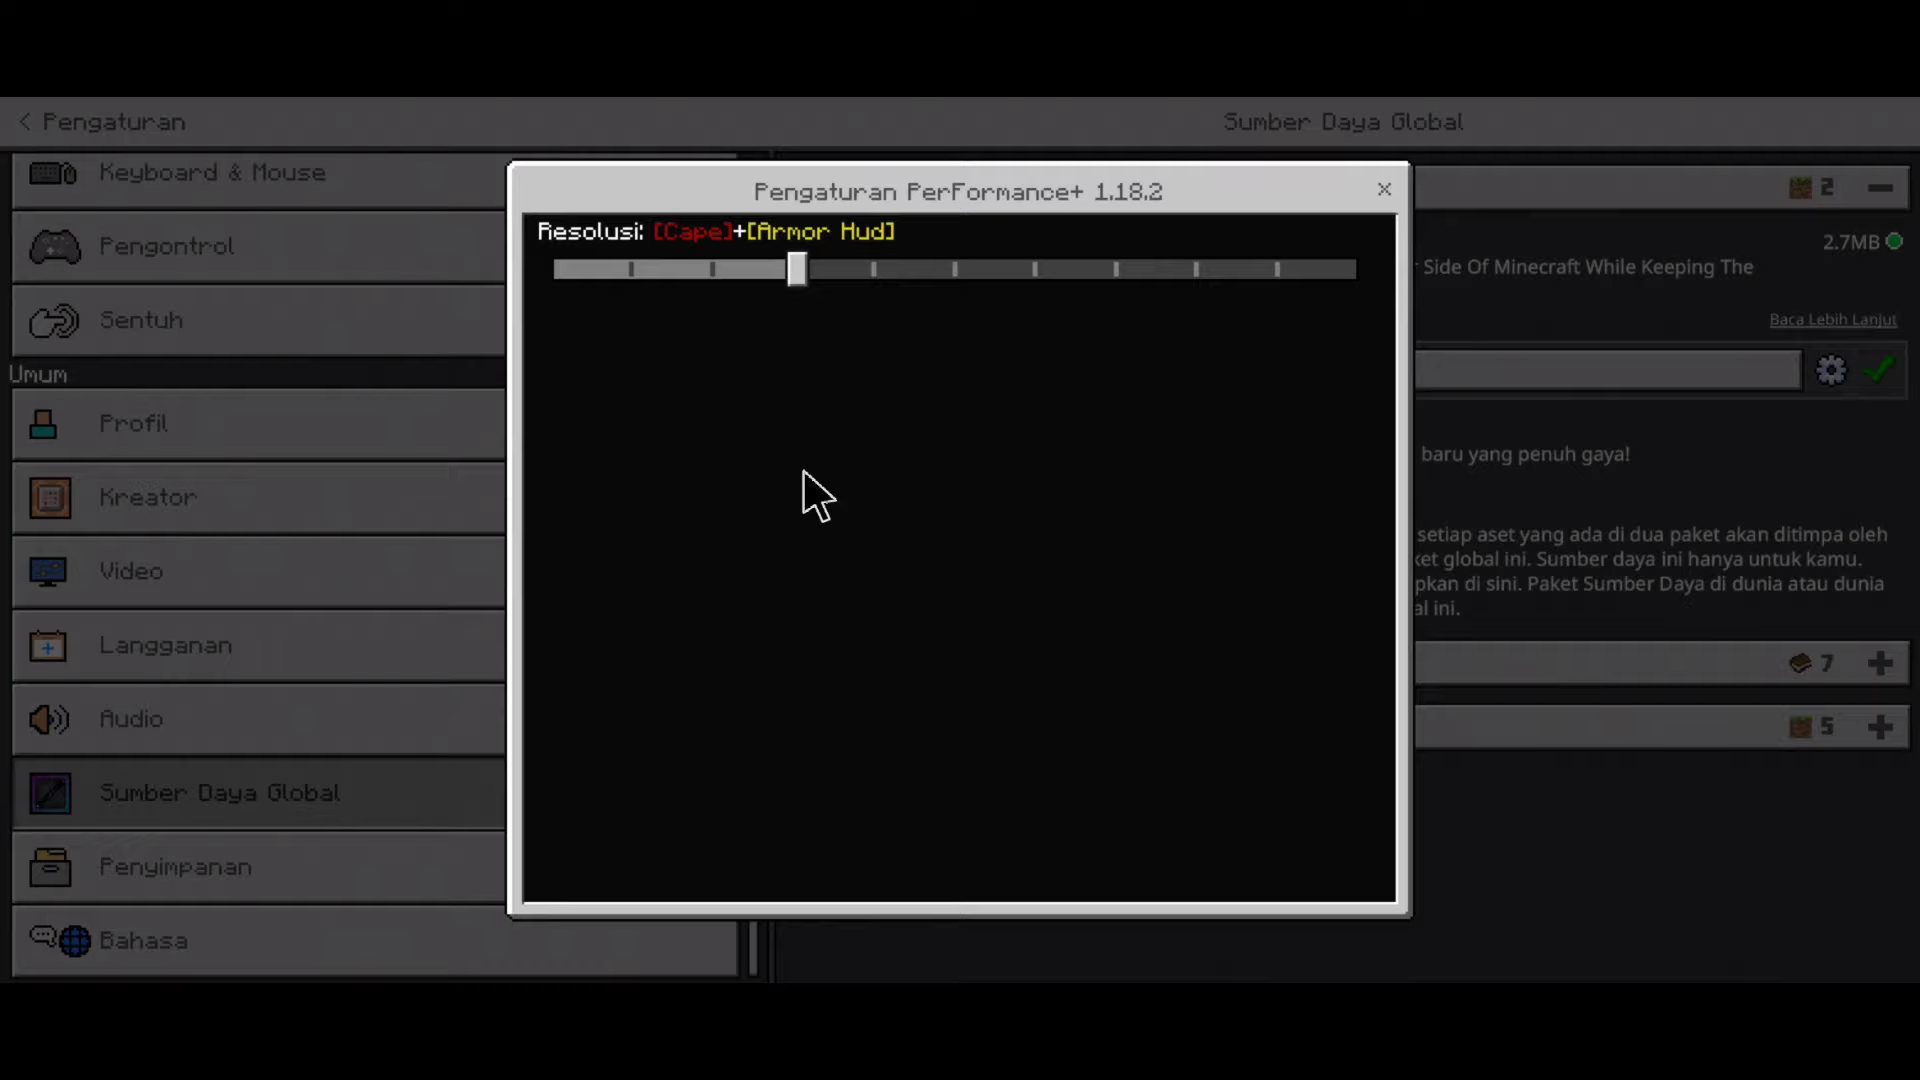 Pengaturan
Sumber Daya Global
Keyboard & Mouse
Pengontrol
Sentuh
Umum
Profil
Kreator
Video
Langganan
Audio
Sumber Daya Global
Penyimpanan
Bahasa
Pengaturan PerFormance+ 1.18.2
Resolusi: [Cape]+[Armor Hud]
2
2.7MB
Side Of Minecraft While Keeping The
Baca Lebih Lanjut
baru yang penuh gaya!
setiap aset yang ada di dua paket akan ditimpa oleh
ket global ini. Sumber daya ini hanya untuk kamu.
pkan di sini. Paket Sumber Daya di dunia atau dunia
al ini.
7
5